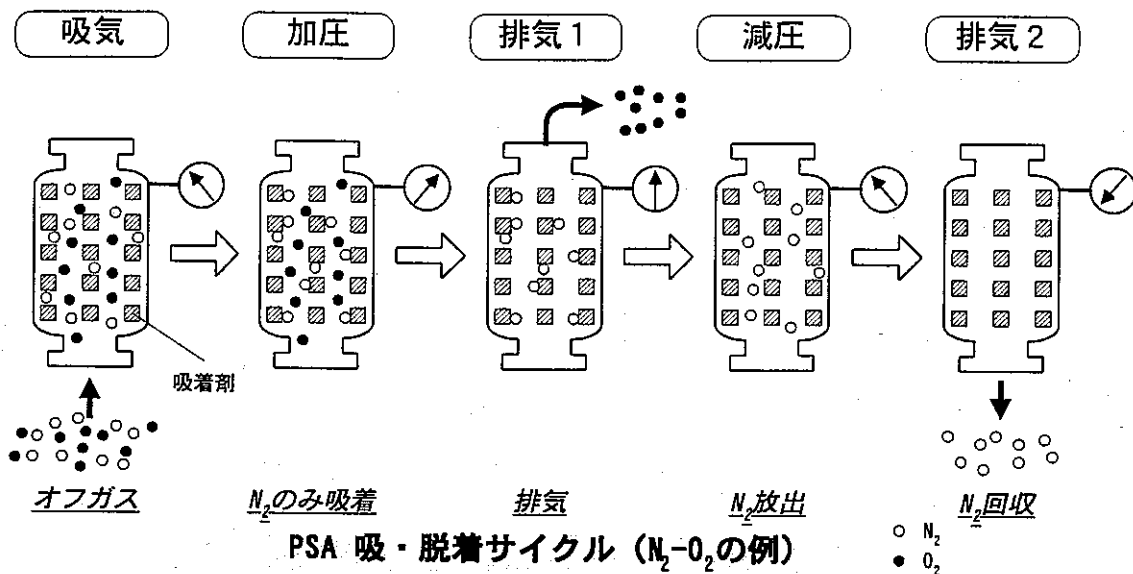 吸気 加圧 排気1 減圧 排気2
吸着剤
オフガス N₂のみ吸着 排気 N₂放出 N₂回収
PSA 吸・脱着サイクル (N₂-O₂の例)
○ N₂
● O₂